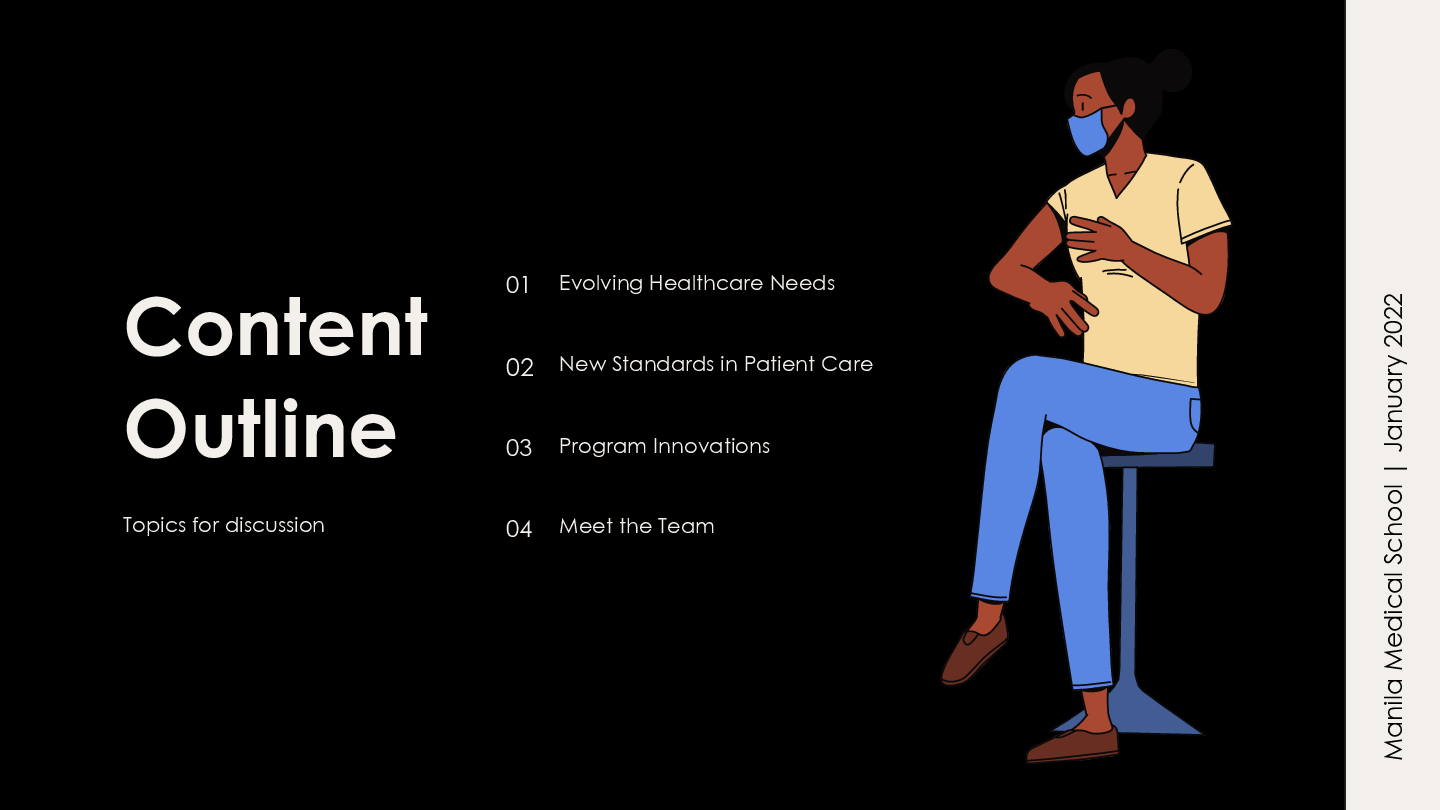 Content
Outline
Topics for discussion
01 Evolving Healthcare Needs
02 New Standards in Patient Care
03 Program Innovations
04 Meet the Team
Manila Medical School | January 2022